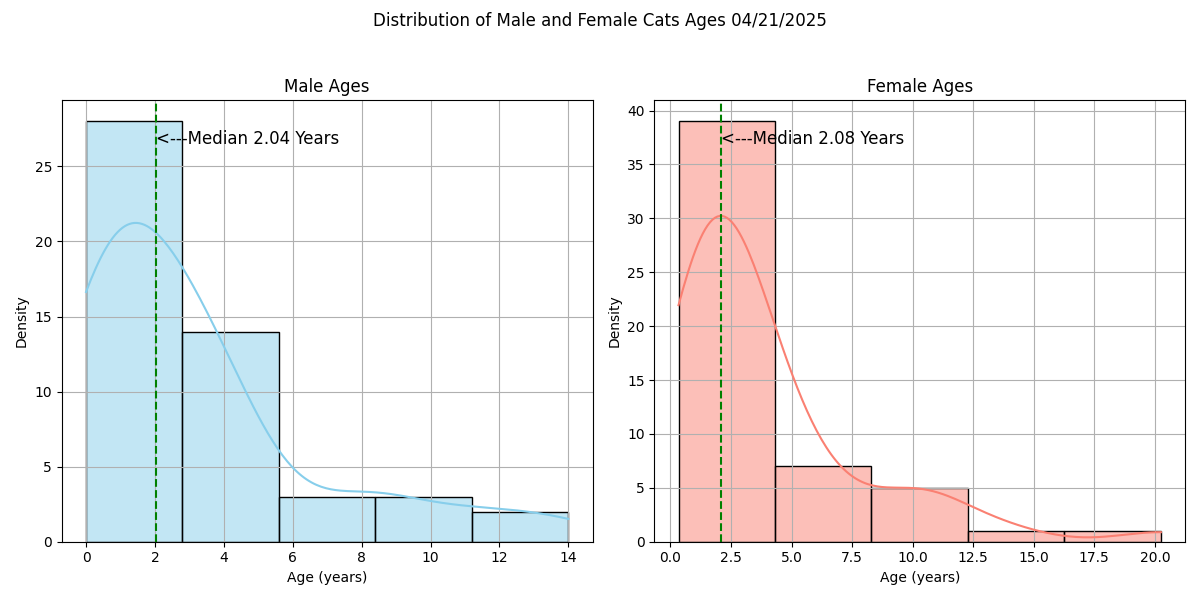 Distribution of Male and Female Cats Ages 04/21/2025
Male Ages
<---Median 2.04 Years
Density
25
20
15
10
5
0
0 2 4 6 8 10 12 14
Age (years)
Female Ages
<---Median 2.08 Years
Density
40
35
30
25
20
15
10
5
0
0.0 2.5 5.0 7.5 10.0 12.5 15.0 17.5 20.0
Age (years)